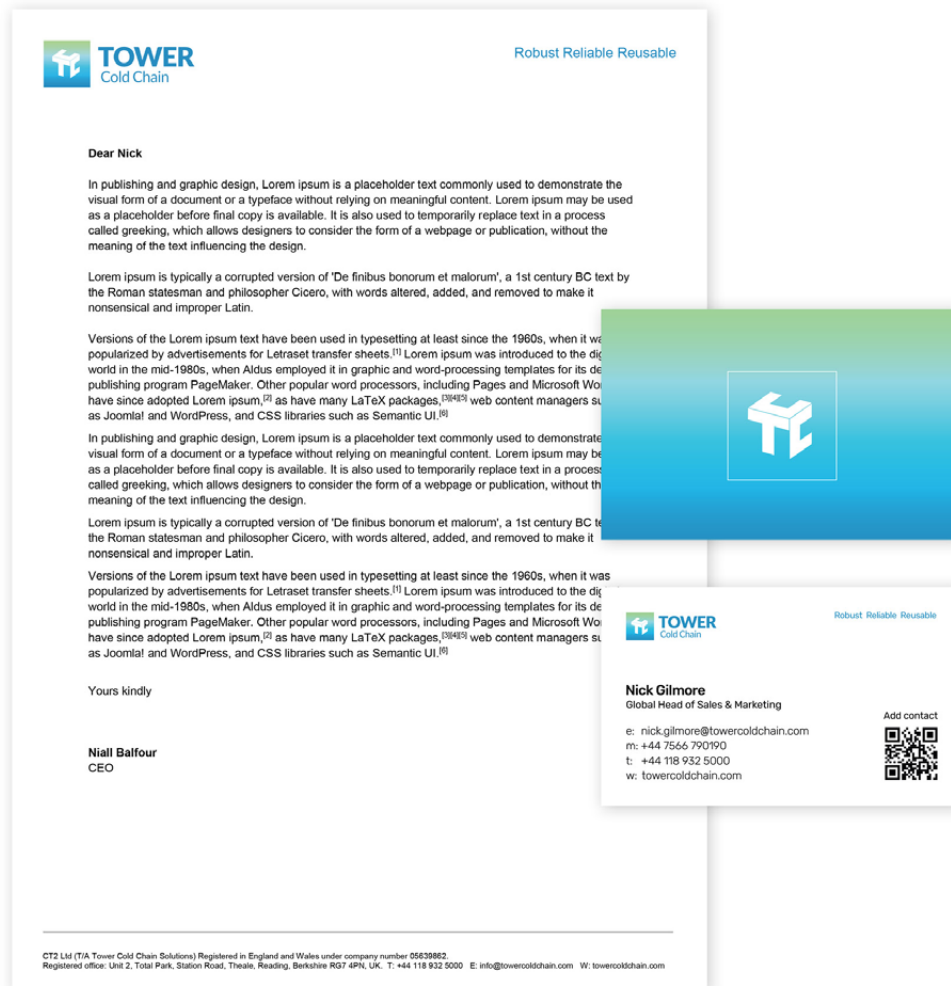 TOWER
Cold Chain
Robust Reliable Reusable
Dear Nick
In publishing and graphic design, Lorem ipsum is a placeholder text commonly used to demonstrate the
visual form of a document or a typeface without relying on meaningful content. Lorem ipsum may be used
as a placeholder before final copy is available. It is also used to temporarily replace text in a process
called greeking, which allows designers to consider the form of a webpage or publication, without the
meaning of the text influencing the design.
Lorem ipsum is typically a corrupted version of 'De finibus bonorum et malorum', a 1st century BC text by
the Roman statesman and philosopher Cicero, with words altered, added, and removed to make it
nonsensical and improper Latin.
Versions of the Lorem ipsum text have been used in typesetting at least since the 1960s, when it
popularized by advertisements for Letraset transfer sheets.[1] Lorem ipsum was introduced to the
world in the mid-1980s, when Aldus employed it in graphic and word-processing templates for its
publishing program PageMaker. Other popular word processors, including Pages and Microsoft
have since adopted Lorem ipsum,[2] as have many LaTeX packages,[3][4][5] web content managers
as Joomla! and WordPress, and CSS libraries such as Semantic UI.[6]
In publishing and graphic design, Lorem ipsum is a placeholder text commonly used to demonstrate
visual form of a document or a typeface without relying on meaningful content. Lorem ipsum may be
as a placeholder before final copy is available. It is also used to temporarily replace text in a process
called greeking, which allows designers to consider the form of a webpage or publication, without
meaning of the text influencing the design.
Lorem ipsum is typically a corrupted version of 'De finibus bonorum et malorum', a 1st century BC
the Roman statesman and philosopher Cicero, with words altered, added, and removed to make it
nonsensical and improper Latin.
Versions of the Lorem ipsum text have been used in typesetting at least since the 1960s, when it was
popularized by advertisements for Letraset transfer sheets.[1] Lorem ipsum was introduced to the
world in the mid-1980s, when Aldus employed it in graphic and word-processing templates for its
publishing program PageMaker. Other popular word processors, including Pages and Microsoft
have since adopted Lorem ipsum,[2] as have many LaTeX packages,[3][4][5] web content managers
as Joomla! and WordPress, and CSS libraries such as Semantic UI.[6]
Yours kindly
Niall Balfour
CEO
CT2 Ltd (T/A Tower Cold Chain Solutions) Registered in England and Wales under company number 05639862.
Registered office: Unit 2, Total Park, Station Road, Theale, Reading, Berkshire RG7 4PN, UK. T: +44 118 932 5000 E: info@towercoldchain.com W: towercoldchain.com
TOWER
Cold Chain
Robust Reliable Reusable
Nick Gilmore
Global Head of Sales & Marketing
Add contact
e: nick.gilmore@towercoldchain.com
m: +44 7566 790190
t: +44 118 932 5000
w: towercoldchain.com